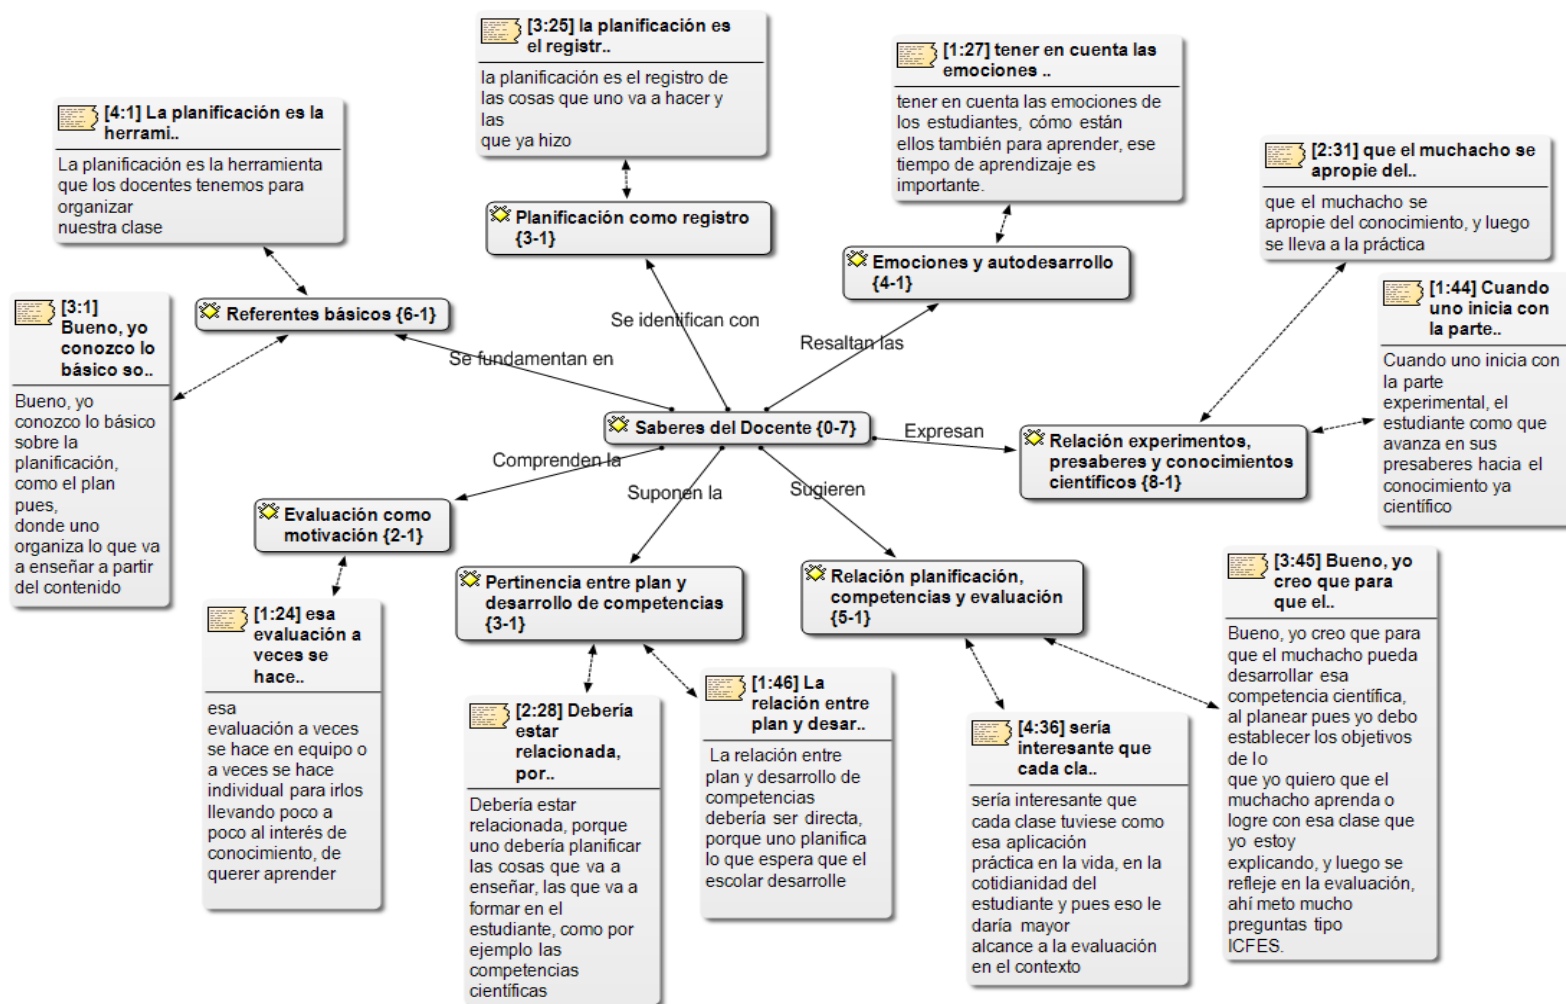 [3:25] la planificación es
el registr..
la planificación es el registro de
las cosas que uno va a hacer y
las
que ya hizo
[1:27] tener en cuenta las
emociones ..
tener en cuenta las emociones de
los estudiantes, cómo están
ellos también para aprender, ese
tiempo de aprendizaje es
importante.
[4:1] La planificación es la
herrami..
La planificación es la herramienta
que los docentes tenemos para
organizar
nuestra clase
[2:31] que el muchacho se
apropie del..
que el muchacho se
apropie del conocimiento, y luego
se lleva a la práctica
Planificación como registro
{3-1}
Emociones y autodesarrollo
{4-1}
[3:1]
Bueno, yo
conozco lo
básico so..
Bueno, yo
conozco lo básico
sobre la
planificación,
como el plan
pues,
donde uno
organiza lo que va
a enseñar a partir
del contenido
Referentes básicos {6-1}
[1:44] Cuando
uno inicia con
la parte..
Cuando uno inicia con
la parte
experimental, el
estudiante como que
avanza en sus
presaberes hacia el
conocimiento ya
científico
Se identifican con
Resaltan las
Se fundamentan en
Saberes del Docente {0-7}
Expresan
Relación experimentos,
presaberes y conocimientos
científicos {8-1}
Comprenden la
Suponen la
Sugieren
Evaluación como
motivación {2-1}
Pertinencia entre plan y
desarrollo de competencias
{3-1}
Relación planificación,
competencias y evaluación
{5-1}
[3:45] Bueno, yo
creo que para
que el..
Bueno, yo creo que para
que el muchacho pueda
desarrollar esa
competencia científica,
al planear pues yo debo
establecer los objetivos
de lo
que yo quiero que el
muchacho aprenda o
logre con esa clase que
yo estoy
explicando, y luego se
refleje en la evaluación,
ahí meto mucho
preguntas tipo
ICFES.
[1:24] esa
evaluación a
veces se
hace..
esa
evaluación a veces
se hace en equipo o
a veces se hace
individual para irlos
llevando poco a
poco al interés de
conocimiento, de
querer aprender
[2:28] Debería
estar
relacionada,
por..
Debería estar
relacionada, porque
uno debería planificar
las cosas que va a
enseñar, las que va a
formar en el
estudiante, como por
ejemplo las
competencias
científicas
[1:46] La
relación entre
plan y desar..
La relación entre
plan y desarrollo de
competencias
debería ser directa,
porque uno planifica
lo que espera que el
escolar desarrolle
[4:36] sería
interesante que
cada cla..
sería interesante que
cada clase tuviese como
esa aplicación
práctica en la vida, en la
cotidianidad del
estudiante y pues eso le
daría mayor
alcance a la evaluación
en el contexto